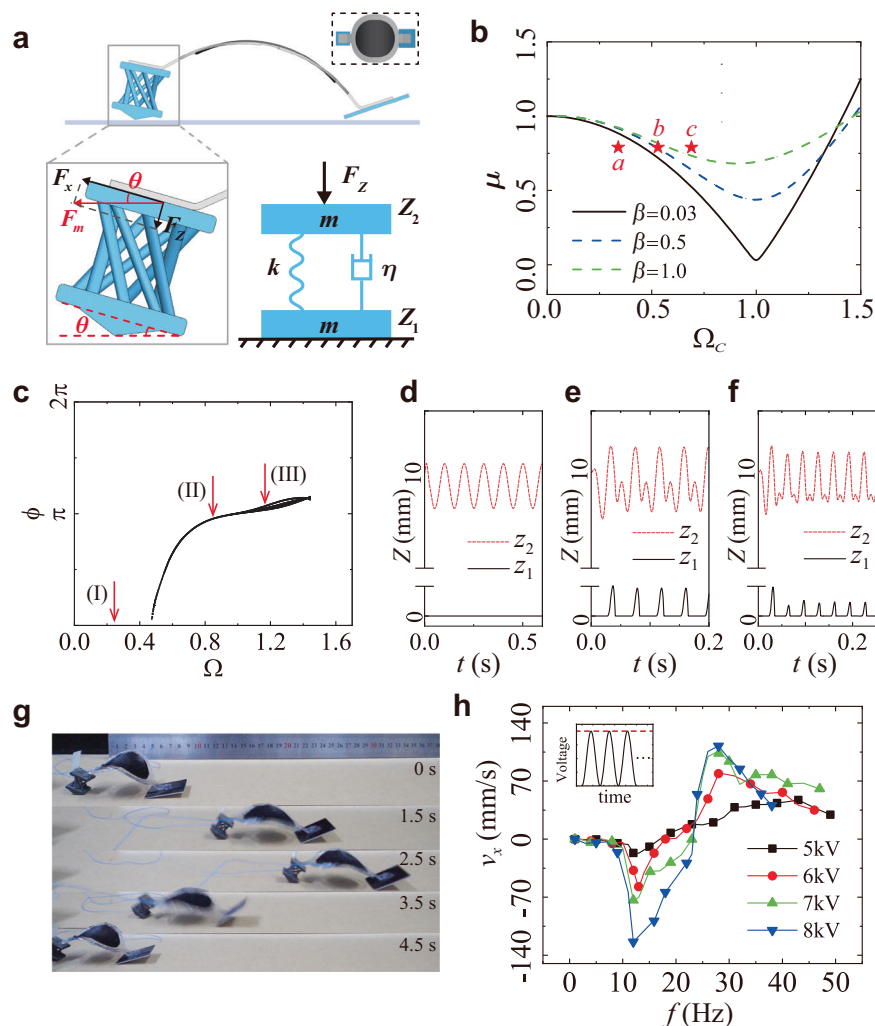 a
F_x
θ
F_m
F_Z
θ
F_Z
m
Z_2
k
η
m
Z_1
b
1.5
1.0
0.5
0.0
μ
a
b
c
β=0.03
β=0.5
β=1.0
0.0 0.5 1.0 1.5
Ω_C
c
2π
π
ϕ
(I)
(II)
(III)
0.0 0.4 0.8 1.2 1.6
Ω
d
10
0
Z (mm)
z_2
z_1
0.0 0.5
t (s)
e
10
0
Z (mm)
z_2
z_1
0.0 0.2
t (s)
f
10
0
Z (mm)
z_2
z_1
0.0 0.2
t (s)
g
0 s
1.5 s
2.5 s
3.5 s
4.5 s
h
140
70
0
-70
-140
v_x (mm/s)
Voltage
time
5kV
6kV
7kV
8kV
0 10 20 30 40 50
f (Hz)